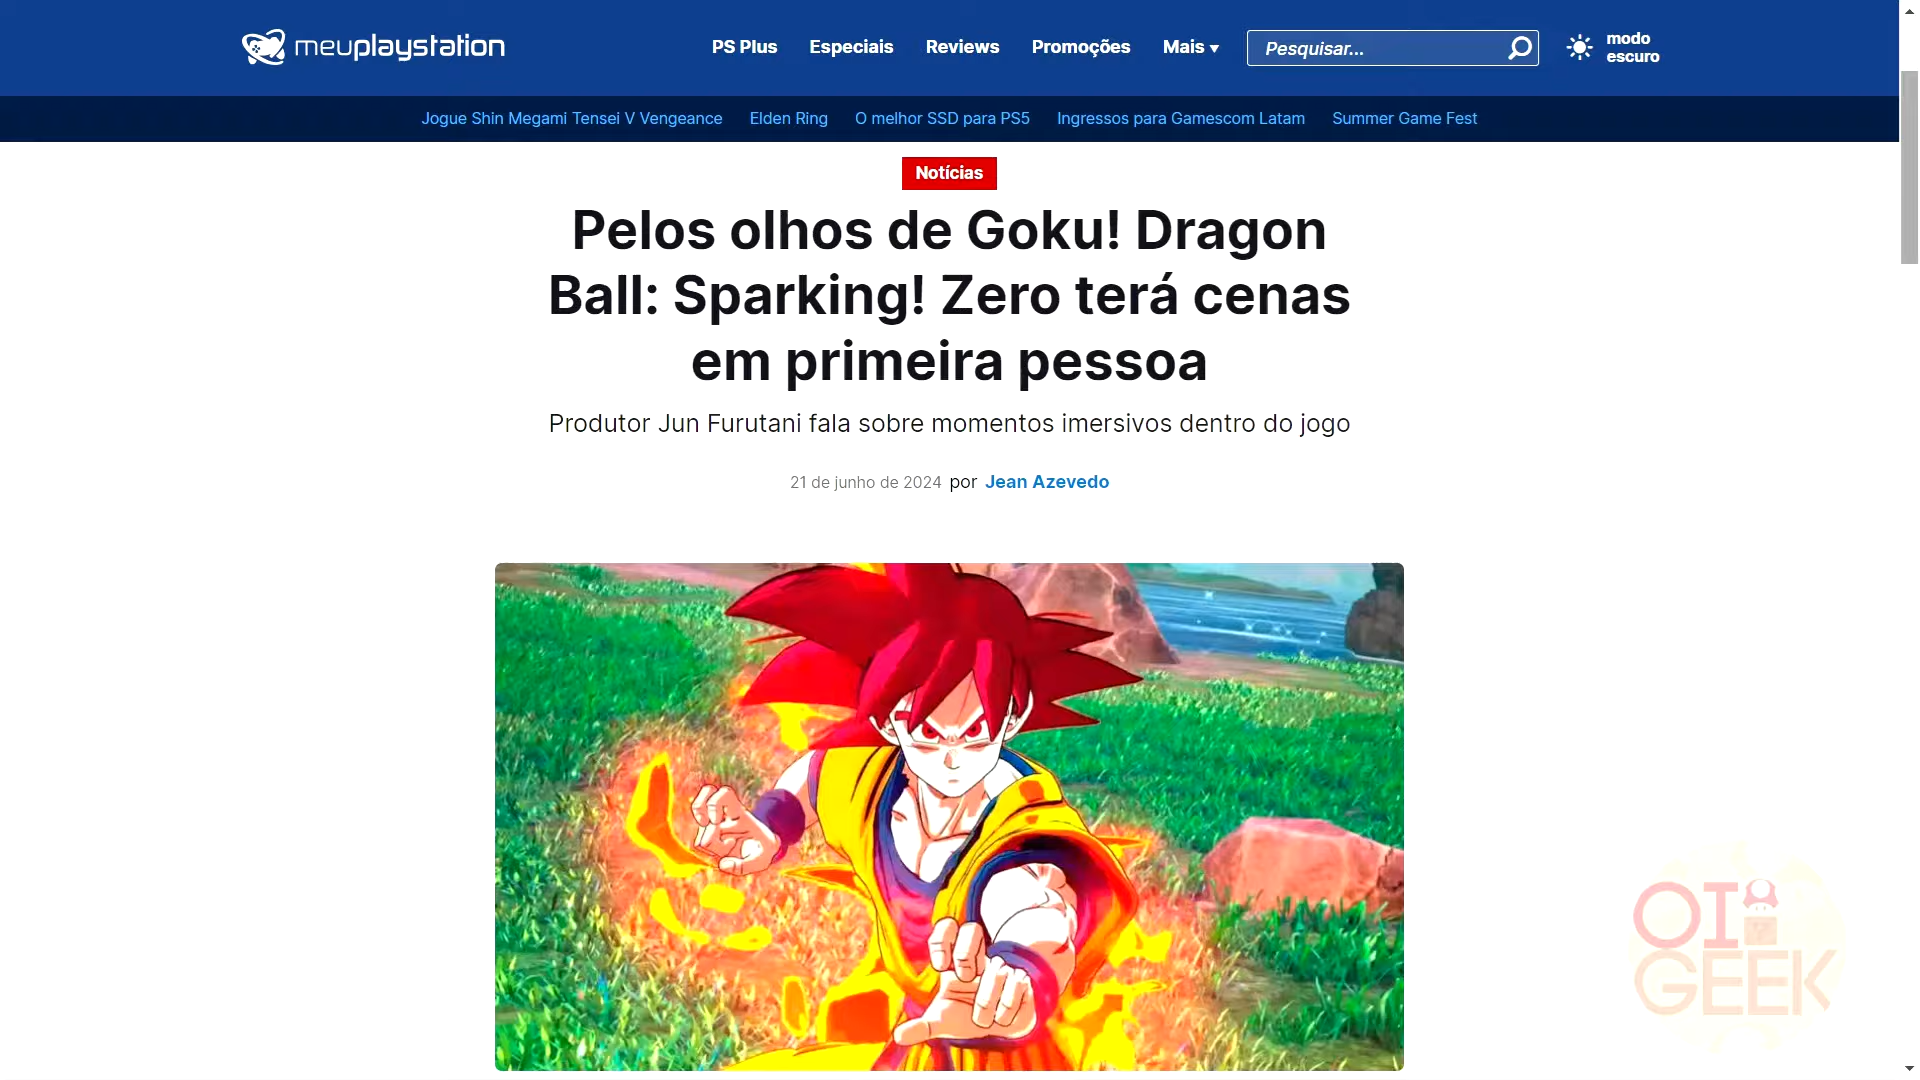 meuplaystation
PS Plus Especiais Reviews Promoções Mais Pesquisar... modo escuro
Jogue Shin Megami Tensei V Vengeance Elden Ring O melhor SSD para PS5 Ingressos para Gamescom Latam Summer Game Fest
Notícias
Pelos olhos de Goku! Dragon
Ball: Sparking! Zero terá cenas
em primeira pessoa
Produtor Jun Furutani fala sobre momentos imersivos dentro do jogo
21 de junho de 2024 por Jean Azevedo
OI
GEEK